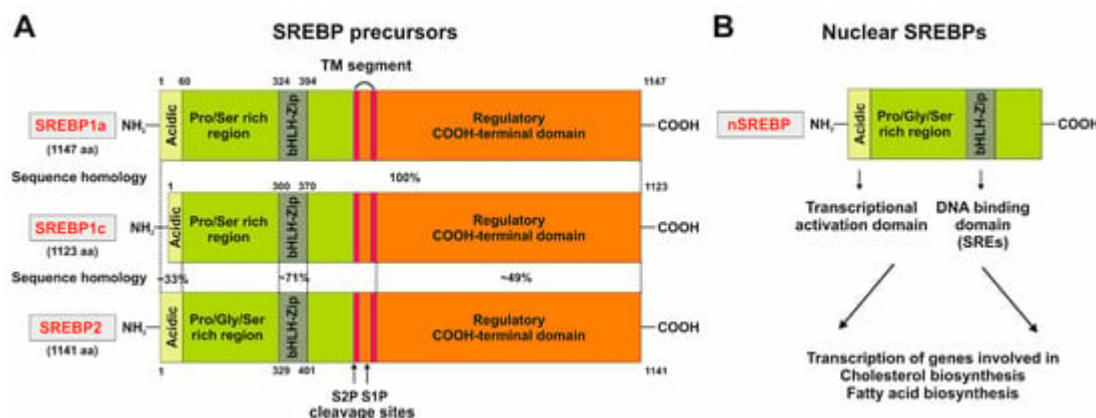 A
SREBP precursors
TM segment
1 60 324 394 1147
SREBP1a
(1147 aa)
NH2
Acidic
Pro/Ser rich
region
bHLH-Zip
Regulatory
COOH-terminal domain
COOH
Sequence homology
100%
1 300 370 1123
SREBP1c
(1123 aa)
NH2
Acidic
Pro/Ser rich
region
bHLH-Zip
Regulatory
COOH-terminal domain
COOH
Sequence homology
~33% ~71% ~49%
SREBP2
(1141 aa)
NH2
Acidic
Pro/Gly/Ser
rich region
bHLH-Zip
Regulatory
COOH-terminal domain
COOH
1 329 401 1141
S2P S1P
cleavage sites
B
Nuclear SREBPs
nSREBP
NH2
Acidic
Pro/Gly/Ser
rich region
bHLH-Zip
COOH
Transcriptional
activation domain
DNA binding
domain
(SREs)
Transcription of genes involved in
Cholesterol biosynthesis
Fatty acid biosynthesis